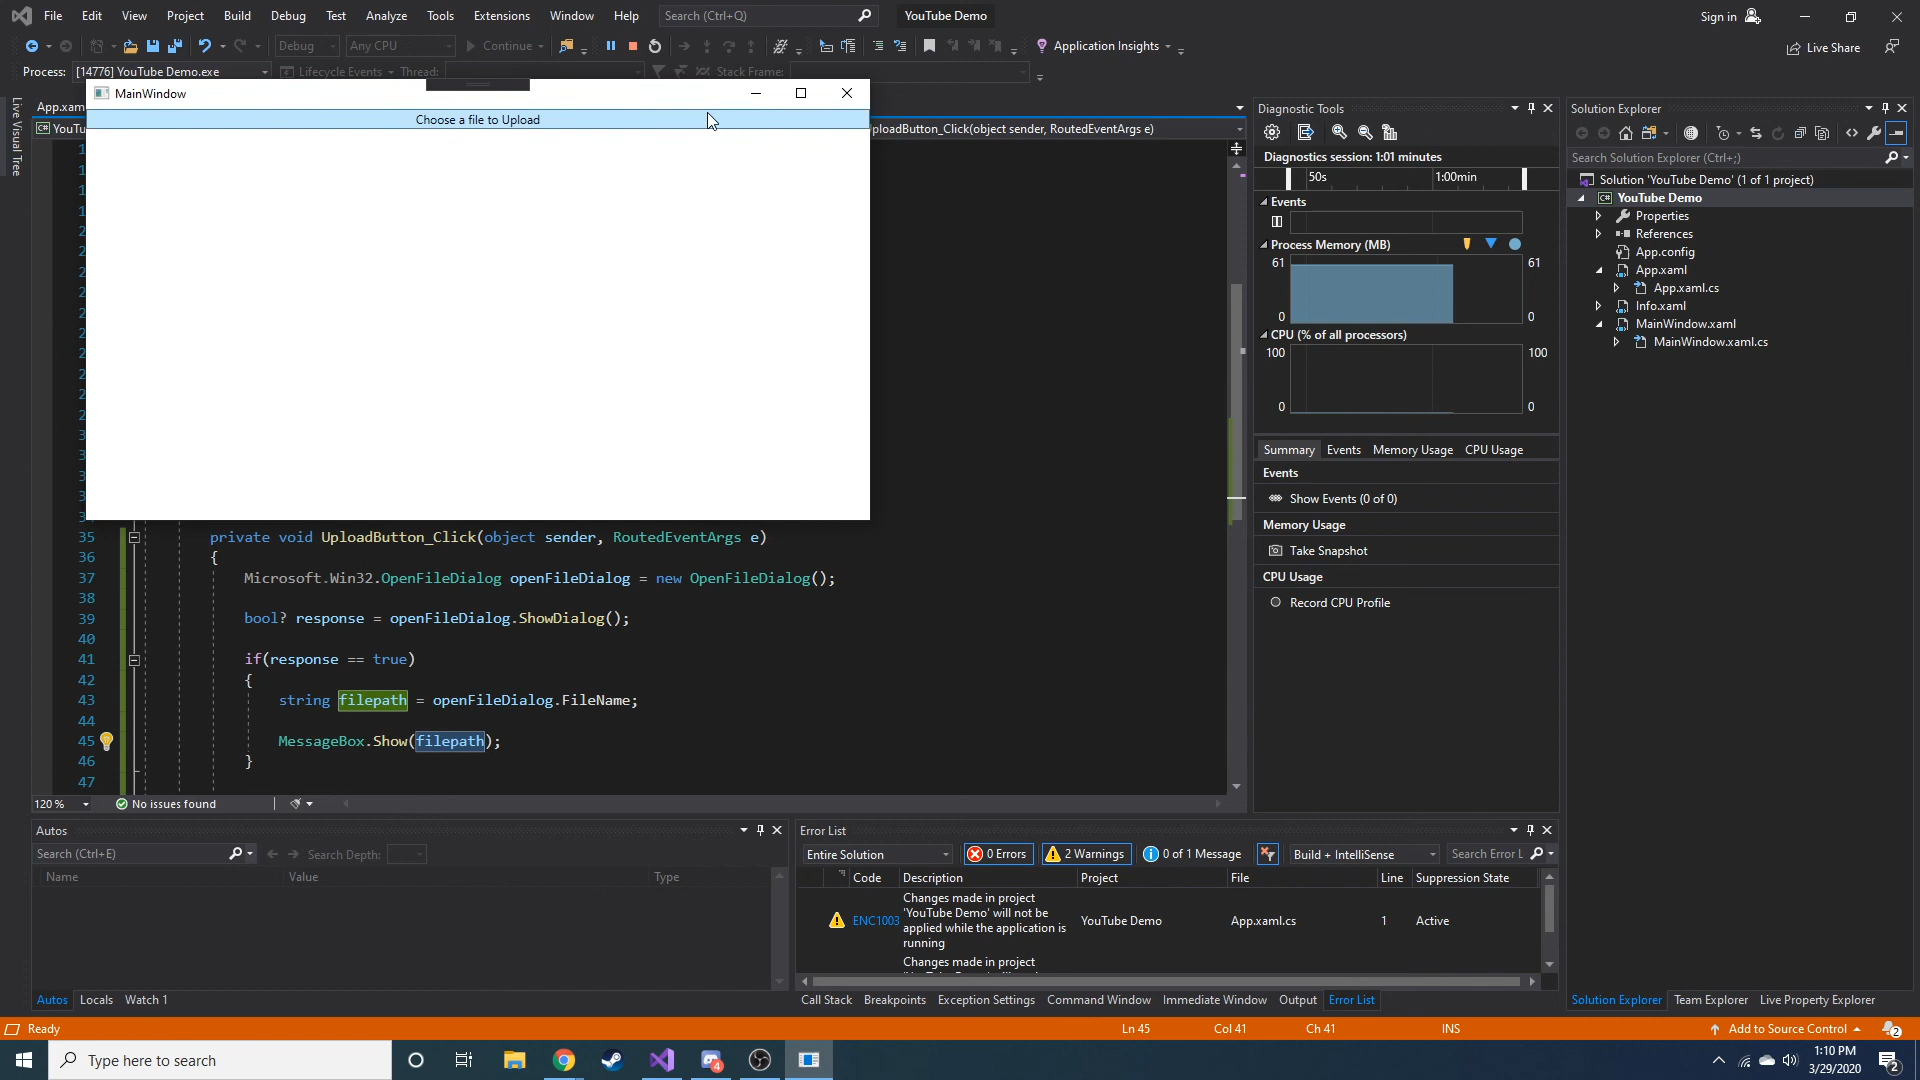 File Edit View Project Build Debug Test Analyze Tools Extensions Window Help Search (Ctrl+Q) YouTube Demo Sign in
Debug Any CPU Continue Application Insights Live Share
Process: [14776] YouTube Demo.exe Lifecycle Events Thread: Stack Frame:
MainWindow
Choose a file to Upload
Live Visual Tree
App.xam
YouTu
ploadButton_Click(object sender, RoutedEventArgs e)
35 private void UploadButton_Click(object sender, RoutedEventArgs e)
36 {
37 Microsoft.Win32.OpenFileDialog openFileDialog = new OpenFileDialog();
38
39 bool? response = openFileDialog.ShowDialog();
40
41 if(response == true)
42 {
43 string filepath = openFileDialog.FileName;
44
45 MessageBox.Show(filepath);
46 }
47
120 % No issues found
Diagnostic Tools
Diagnostics session: 1:01 minutes
50s 1:00min
Events
Process Memory (MB)
61 61
0 0
CPU (% of all processors)
100 100
0 0
Summary Events Memory Usage CPU Usage
Events
Show Events (0 of 0)
Memory Usage
Take Snapshot
CPU Usage
Record CPU Profile
Solution Explorer
Search Solution Explorer (Ctrl+;)
Solution 'YouTube Demo' (1 of 1 project)
C# YouTube Demo
Properties
References
App.config
App.xaml
App.xaml.cs
Info.xaml
MainWindow.xaml
MainWindow.xaml.cs
Autos
Search (Ctrl+E) Search Depth:
Name Value Type
Autos Locals Watch 1
Error List
Entire Solution 0 Errors 2 Warnings 0 of 1 Message Build + IntelliSense Search Error L
Code Description Project File Line Suppression State
ENC1003 Changes made in project 'YouTube Demo' will not be applied while the application is running YouTube Demo App.xaml.cs 1 Active
Changes made in project
Call Stack Breakpoints Exception Settings Command Window Immediate Window Output Error List
Solution Explorer Team Explorer Live Property Explorer
Ready Ln 45 Col 41 Ch 41 INS Add to Source Control 2
Type here to search
4
1:10 PM
3/29/2020
2